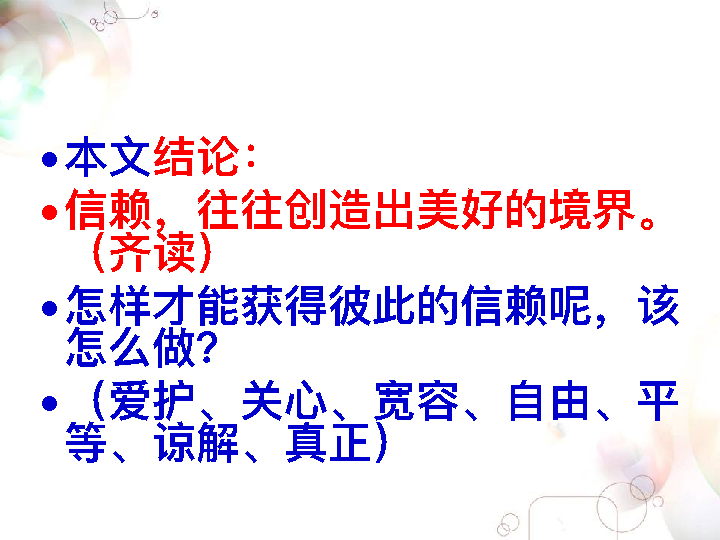 •本文结论：
•信赖，往往创造出美好的境界。
（齐读）
•怎样才能获得彼此的信赖呢，该
怎么做？
•（爱护、关心、宽容、自由、平
等、谅解、真正）